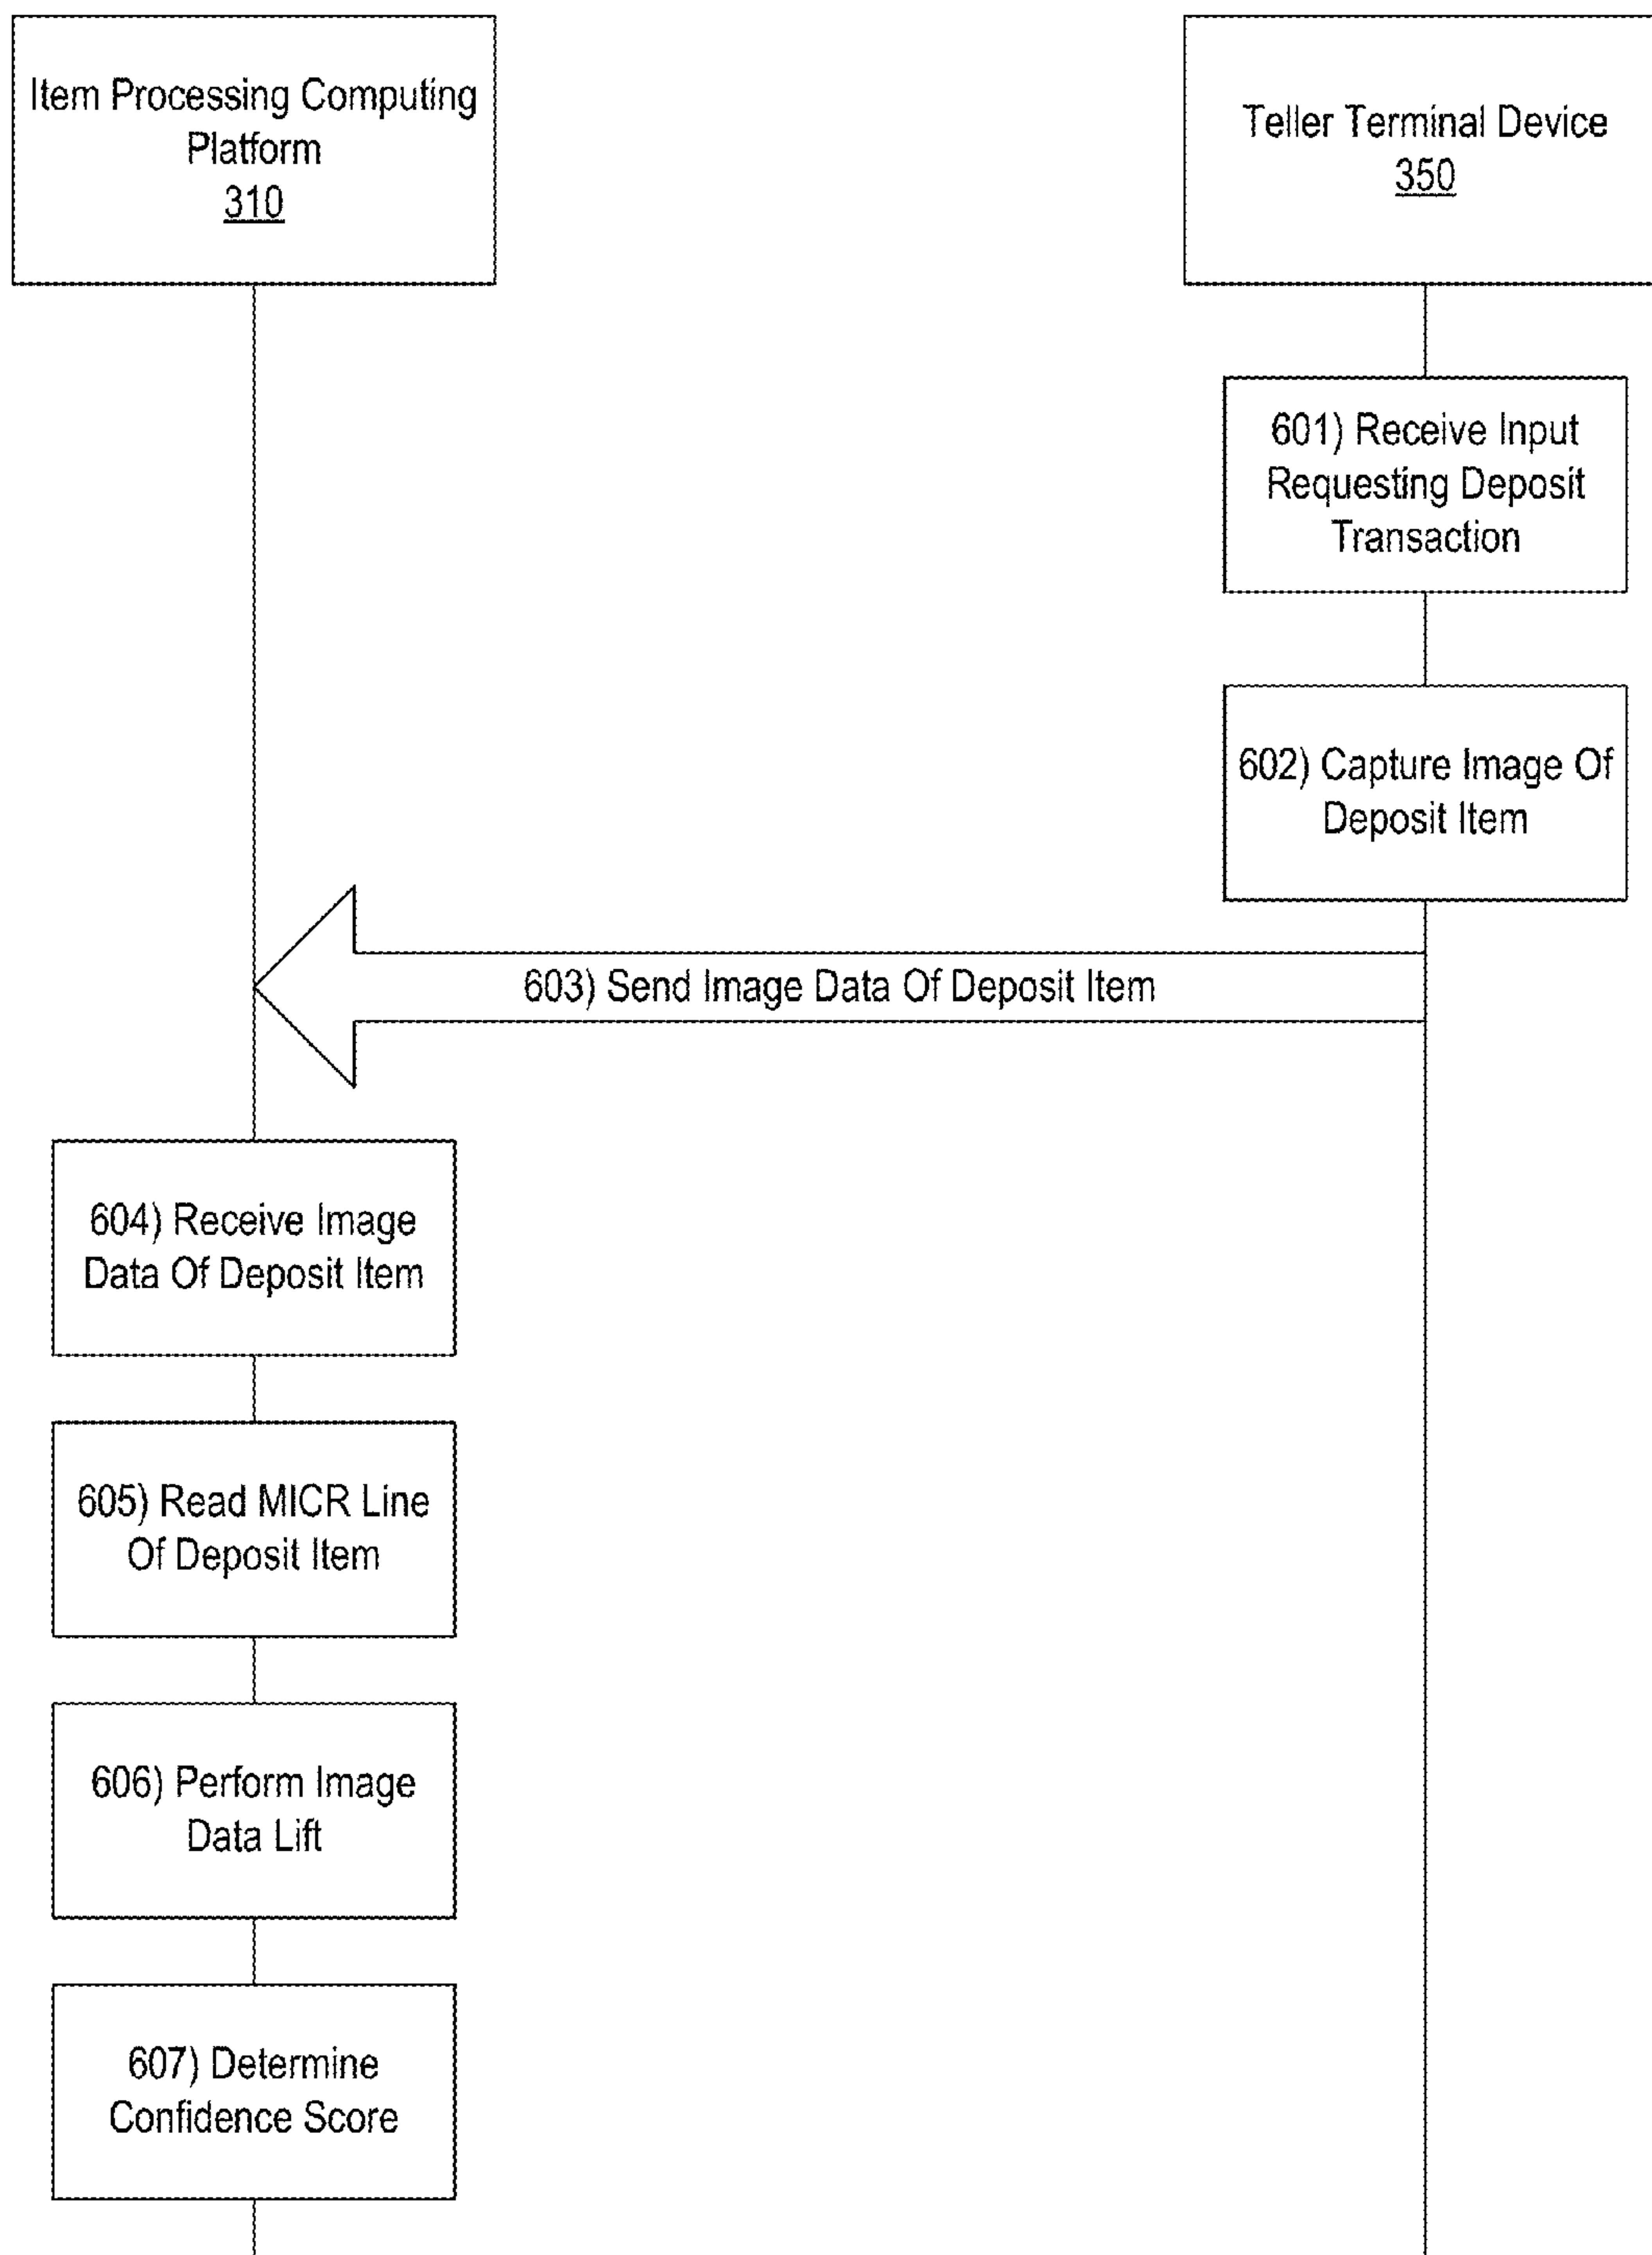 Item Processing Computing
Platform
310
Teller Terminal Device
350
601) Receive Input
Requesting Deposit
Transaction
602) Capture Image Of
Deposit Item
603) Send Image Data Of Deposit Item
604) Receive Image
Data Of Deposit Item
605) Read MICR Line
Of Deposit Item
606) Perform Image
Data Lift
607) Determine
Confidence Score